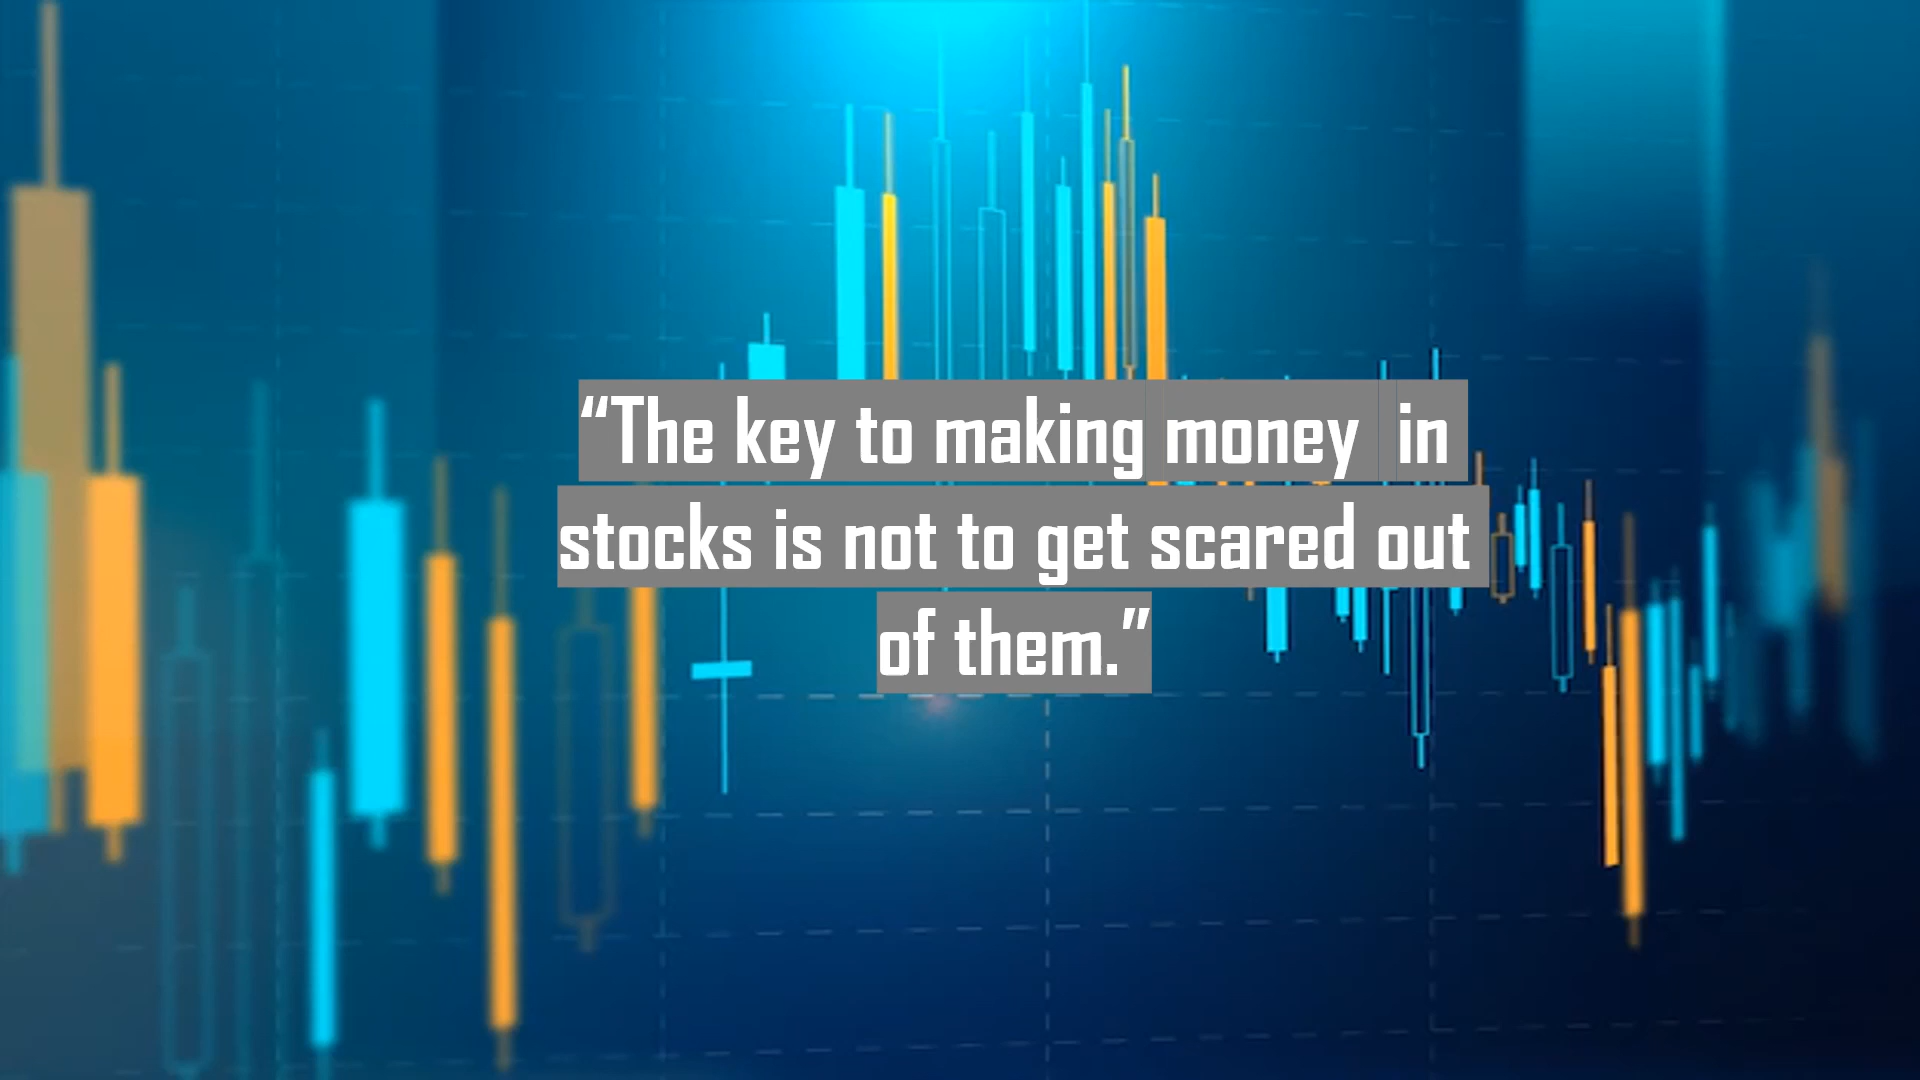 “The key to making money  in
stocks is not to get scared out
of them.”